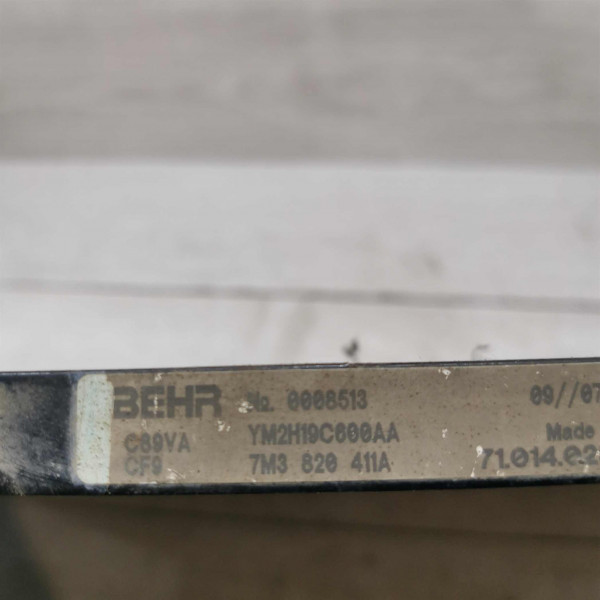 BEHR № 0008513 09//07
C89VA YM2H19C600AA Made
CF9 7M3 820 411A 71.014.02